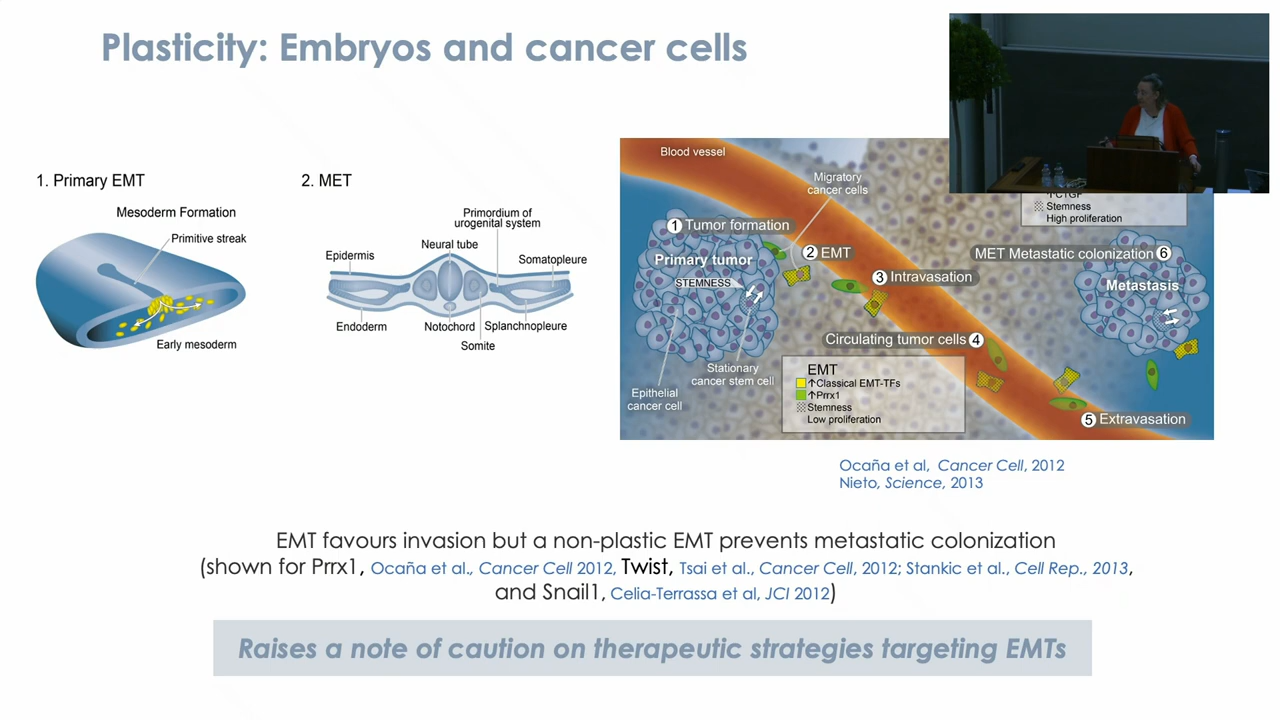 Plasticity: Embryos and cancer cells
1. Primary EMT
Mesoderm Formation
Primitive streak
Early mesoderm
2. MET
Primordium of
urogenital system
Neural tube
Epidermis
Somatopleure
Endoderm
Notochord
Splanchnopleure
Somite
Blood vessel
Migratory
cancer cells
1 Tumor formation
Primary tumor
STEMNESS
2 EMT
3 Intravasation
Circulating tumor cells 4
Stationary
cancer stem cell
Epithelial
cancer cell
EMT
↑Classical EMT-TFs
↑Prrx1
Stemness
Low proliferation
↑CTGF
Stemness
High proliferation
MET Metastatic colonization 6
Metastasis
5 Extravasation
Ocaña et al, Cancer Cell, 2012
Nieto, Science, 2013
EMT favours invasion but a non-plastic EMT prevents metastatic colonization
(shown for Prrx1, Ocaña et al., Cancer Cell 2012, Twist, Tsai et al., Cancer Cell, 2012; Stankic et al., Cell Rep., 2013,
and Snail1, Celia-Terrassa et al, JCI 2012)
Raises a note of caution on therapeutic strategies targeting EMTs